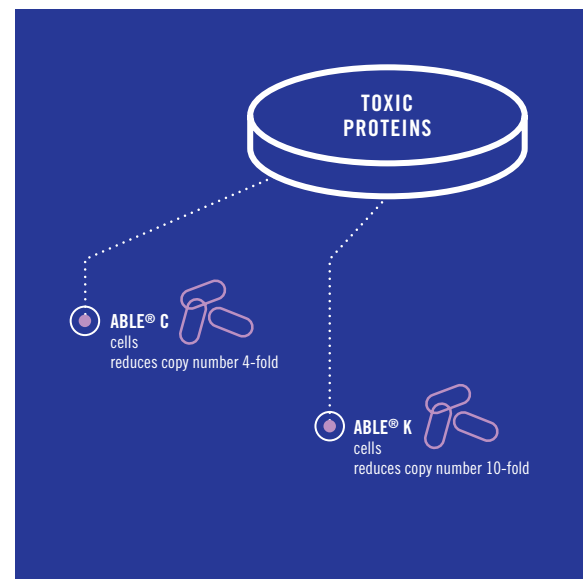 TOXIC
PROTEINS
ABLE® C
cells
reduces copy number 4-fold
ABLE® K
cells
reduces copy number 10-fold